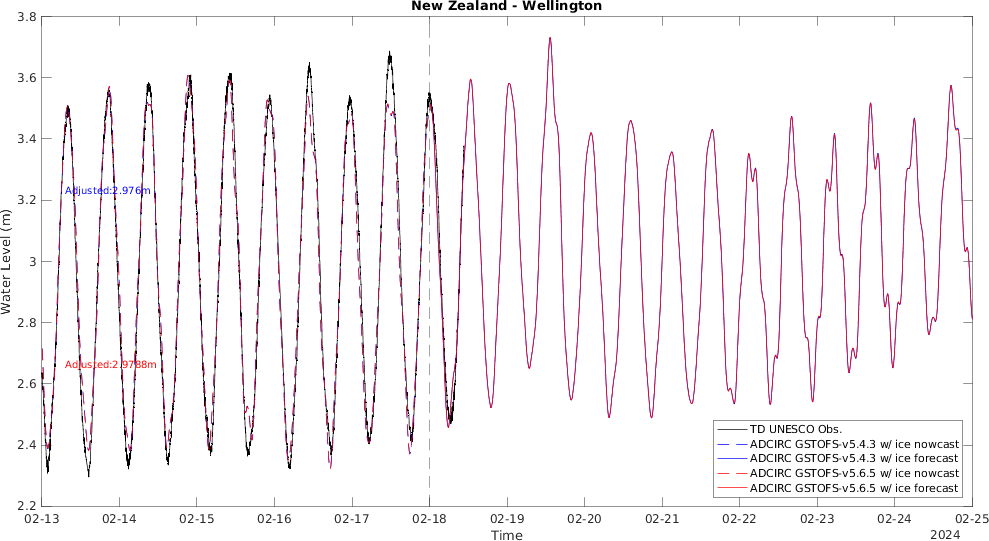 New Zealand - Wellington
3.8
3.6
3.4
3.2
3
2.8
2.6
2.4
2.2
Water Level (m)
Adjusted:2.976m
Adjusted:2.9788m
TD UNESCO Obs.
ADCIRC GSTOFS-v5.4.3 w/ ice nowcast
ADCIRC GSTOFS-v5.4.3 w/ ice forecast
ADCIRC GSTOFS-v5.6.5 w/ ice nowcast
ADCIRC GSTOFS-v5.6.5 w/ ice forecast
02-13 02-14 02-15 02-16 02-17 02-18 02-19 02-20 02-21 02-22 02-23 02-24 02-25
Time
2024